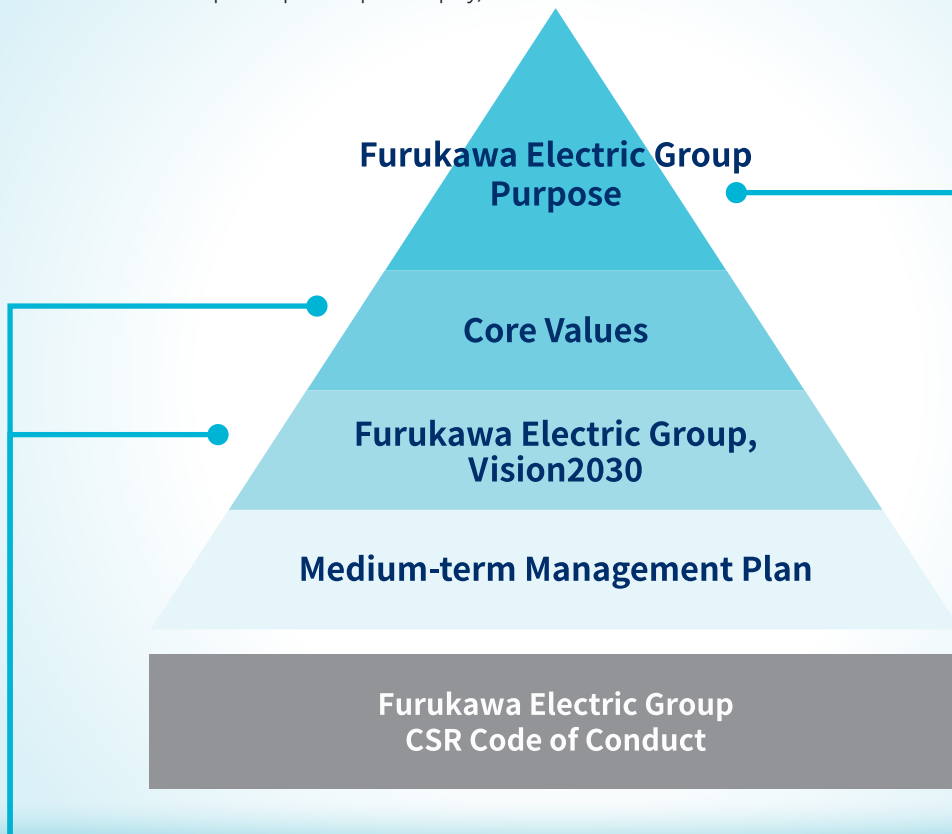 Furukawa Electric Group
Purpose
Core Values
Furukawa Electric Group,
Vision2030
Medium-term Management Plan
Furukawa Electric Group
CSR Code of Conduct